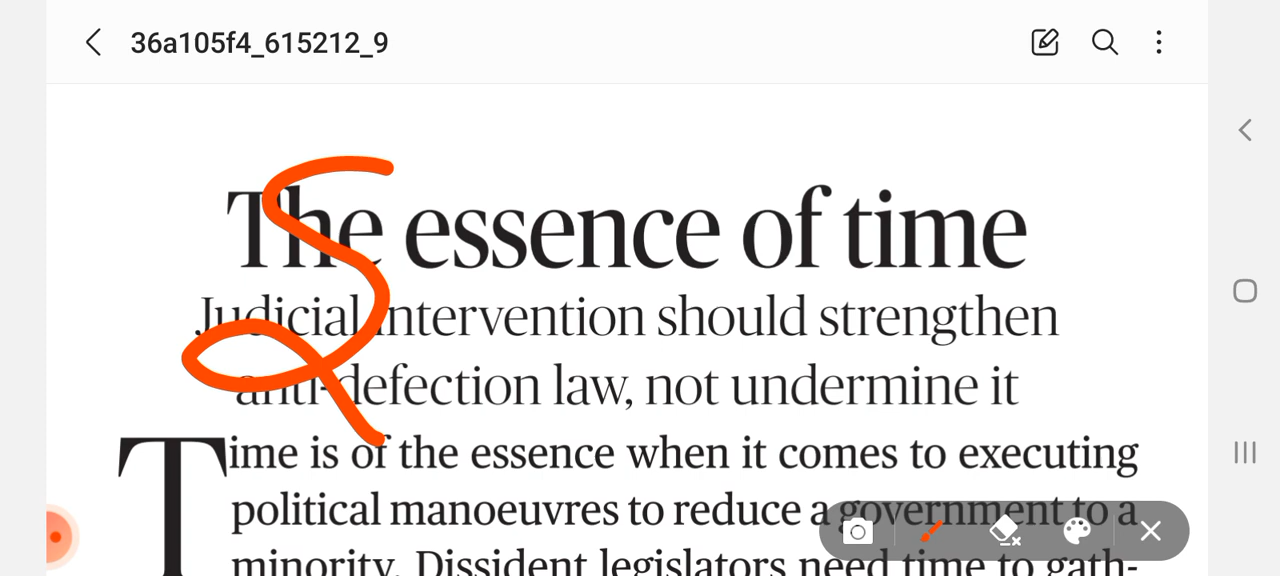 36a105f4_615212_9
The essence of time
Judicial intervention should strengthen
anti-defection law, not undermine it
Time is of the essence when it comes to executing
political manoeuvres to reduce a government to a
minority. Dissident legislators need time to gath-